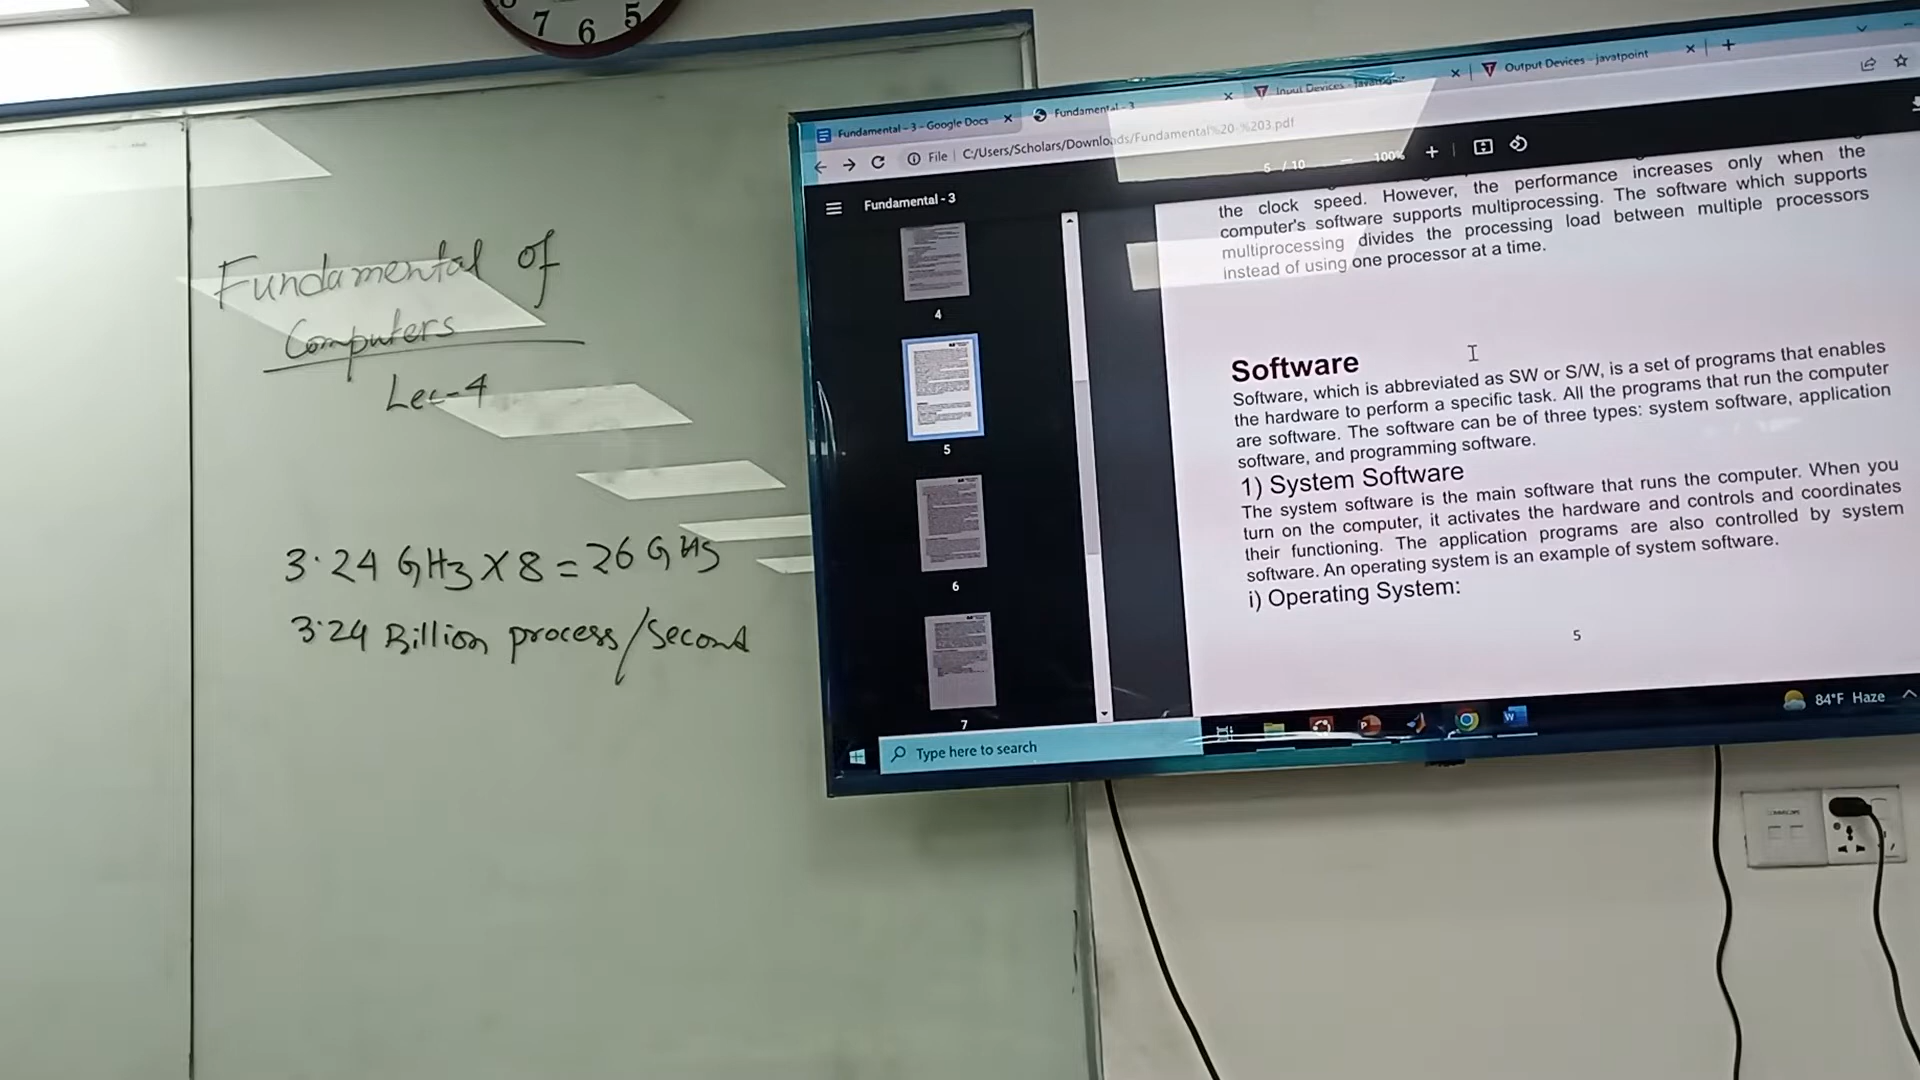 7 6 5
Fundamental of
Computers
Lec-4
3.24 GHz X 8 = 26 GHz
3.24 Billion process/second
Fundamental - 3 - Google Docs
Fundamental - 3
Input Devices - 
Output Devices - javatpoint
File C:/Users/Scholars/Downloads/Fundamental%20-%203.pdf
Fundamental - 3
5 / 10
100%
4
5
6
7
the clock speed. However, the performance increases only when the
computer's software supports multiprocessing. The software which supports
multiprocessing divides the processing load between multiple processors
instead of using one processor at a time.
Software
Software, which is abbreviated as SW or S/W, is a set of programs that enables
the hardware to perform a specific task. All the programs that run the computer
are software. The software can be of three types: system software, application
software, and programming software.
1) System Software
The system software is the main software that runs the computer. When you
turn on the computer, it activates the hardware and controls and coordinates
their functioning. The application programs are also controlled by system
software. An operating system is an example of system software.
i) Operating System:
5
Type here to search
84°F Haze